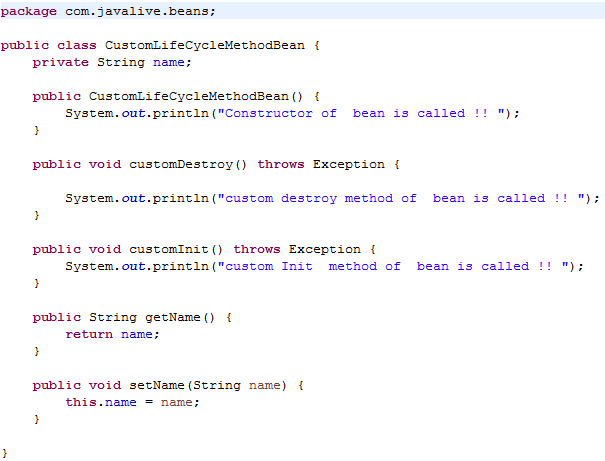 package com.javalive.beans;
public class CustomLifeCycleMethodBean {
private String name;
public CustomLifeCycleMethodBean() {
System.out.println("Constructor of  bean is called !! ");
}
public void customDestroy() throws Exception {
System.out.println("custom destroy method of  bean is called !! ");
}
public void customInit() throws Exception {
System.out.println("custom Init  method of  bean is called !! ");
}
public String getName() {
return name;
}
public void setName(String name) {
this.name = name;
}
}